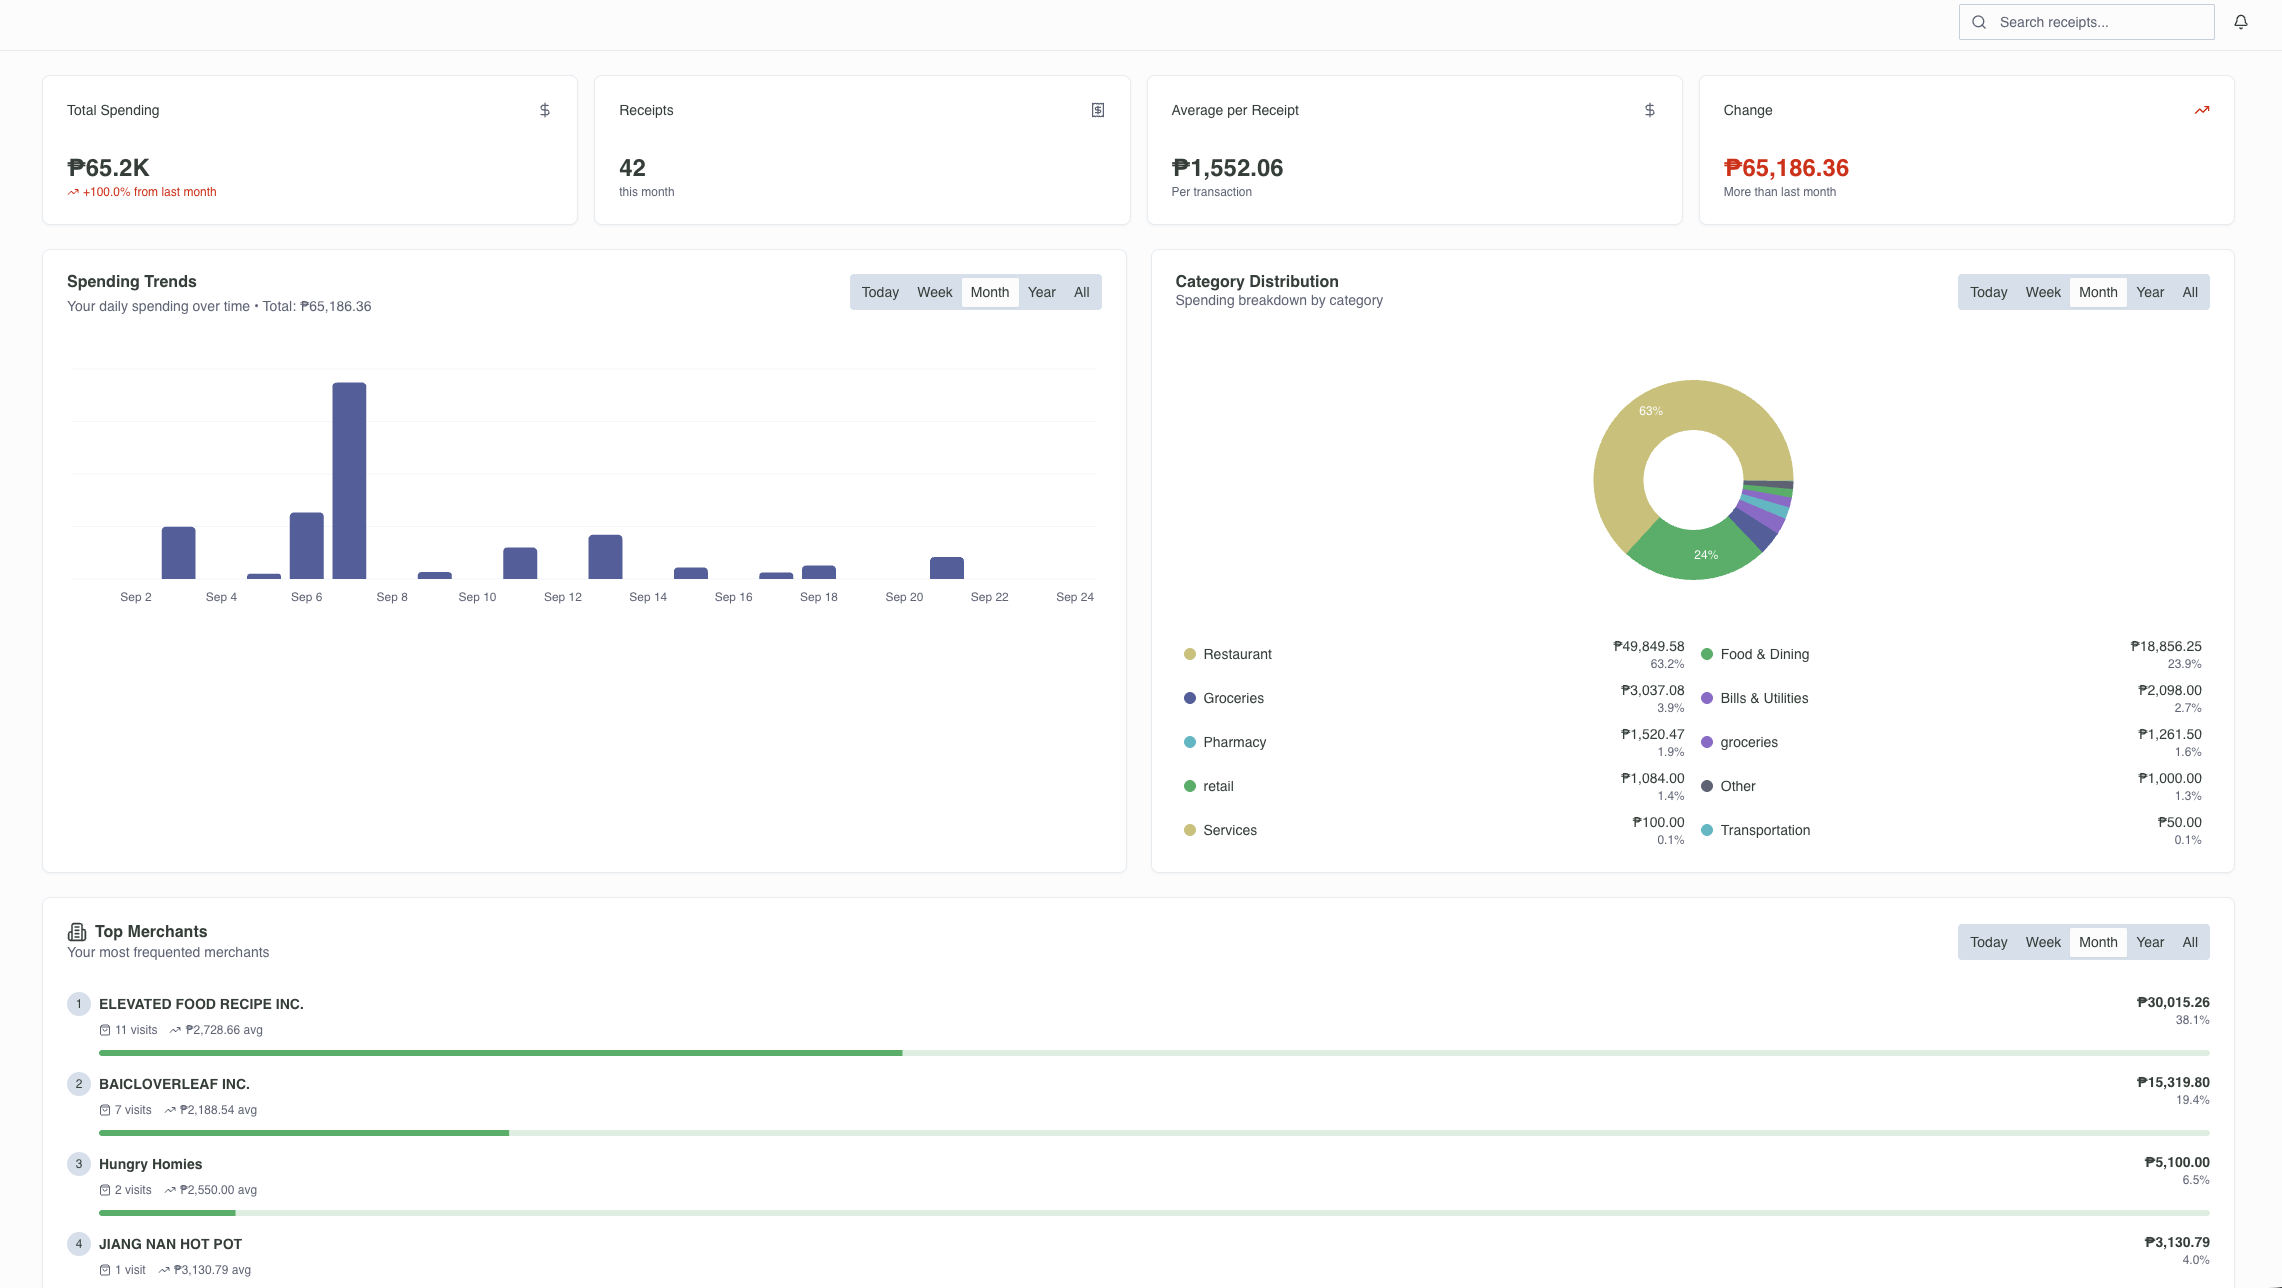 Search receipts...
Total Spending
₱65.2K
+100.0% from last month
Receipts
42
this month
Average per Receipt
₱1,552.06
Per transaction
Change
₱65,186.36
More than last month
Spending Trends
Your daily spending over time • Total: ₱65,186.36
Today Week Month Year All
Sep 2 Sep 4 Sep 6 Sep 8 Sep 10 Sep 12 Sep 14 Sep 16 Sep 18 Sep 20 Sep 22 Sep 24
Category Distribution
Spending breakdown by category
Today Week Month Year All
63%
24%
Restaurant ₱49,849.58
63.2%
Food & Dining ₱18,856.25
23.9%
Groceries ₱3,037.08
3.9%
Bills & Utilities ₱2,098.00
2.7%
Pharmacy ₱1,520.47
1.9%
groceries ₱1,261.50
1.6%
retail ₱1,084.00
1.4%
Other ₱1,000.00
1.3%
Services ₱100.00
0.1%
Transportation ₱50.00
0.1%
Top Merchants
Your most frequented merchants
Today Week Month Year All
1 ELEVATED FOOD RECIPE INC. ₱30,015.26
11 visits ₱2,728.66 avg 38.1%
2 BAICLOVERLEAF INC. ₱15,319.80
7 visits ₱2,188.54 avg 19.4%
3 Hungry Homies ₱5,100.00
2 visits ₱2,550.00 avg 6.5%
4 JIANG NAN HOT POT ₱3,130.79
1 visit ₱3,130.79 avg 4.0%